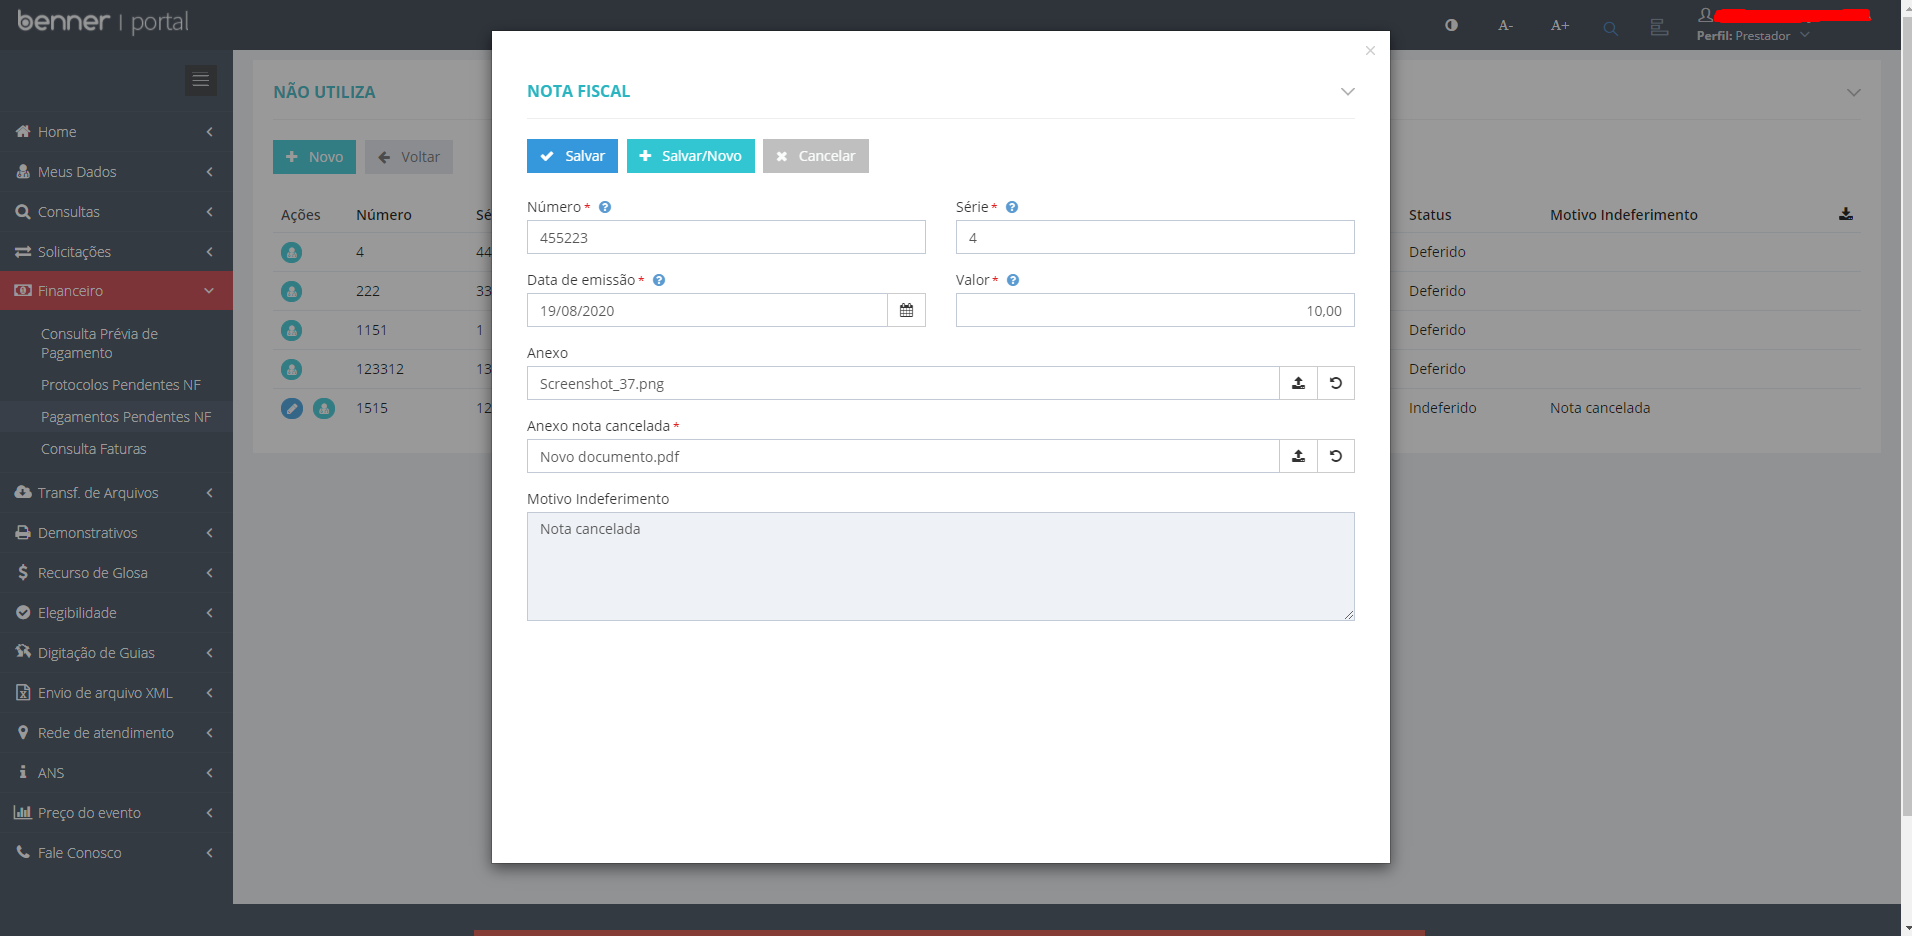 benner | portal
A-
A+
Perfil: Prestador
Home
Meus Dados
Consultas
Solicitações
Financeiro
Consulta Prévia de
Pagamento
Protocolos Pendentes NF
Pagamentos Pendentes NF
Consulta Faturas
Transf. de Arquivos
Demonstrativos
Recurso de Glosa
Elegibilidade
Digitação de Guias
Envio de arquivo XML
Rede de atendimento
ANS
Preço do evento
Fale Conosco
NÃO UTILIZA
Novo
Voltar
Ações Número Sé Status Motivo Indeferimento
4 44 Deferido
222 33 Deferido
1151 1 Deferido
123312 13 Deferido
1515 12 Indeferido Nota cancelada
×
NOTA FISCAL
Salvar
Salvar/Novo
Cancelar
Número *
455223
Série *
4
Data de emissão *
19/08/2020
Valor *
10,00
Anexo
Screenshot_37.png
Anexo nota cancelada *
Novo documento.pdf
Motivo Indeferimento
Nota cancelada